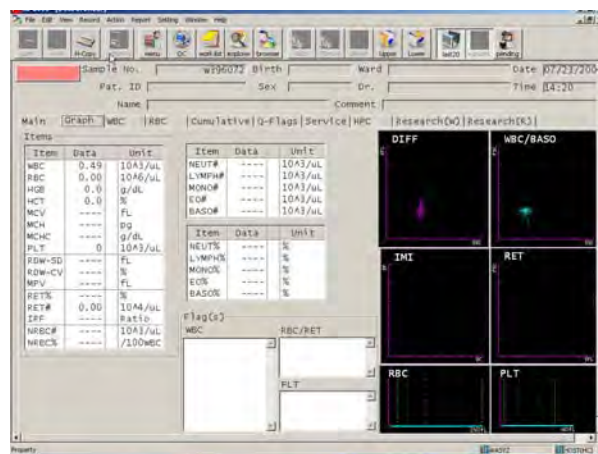 File Edit View Record Action Report Setting Window Help
H-Copy menu QC work-list explorer browser Upper Lower last20 pending
Sample No. W196072 Birth Ward Date 07/23/200
Pat. ID Sex Dr. Time 14:20
Name Comment
Main Graph WBC RBC Cumulative Q-Flags Service HPC Research(W) Research(R)
Items
Item Data Unit
WBC 0.49 10^3/uL
RBC 0.00 10^6/uL
HGB 0.0 g/dL
HCT 0.0 %
MCV ---- fL
MCH ---- pg
MCHC ---- g/dL
PLT 0 10^3/uL
RDW-SD ---- fL
RDW-CV ---- %
MPV ---- fL
RET% ---- %
RET# 0.00 10^4/uL
IRF ---- Ratio
NRBC# ---- 10^3/uL
NRBC% ---- /100WBC
Item Data Unit
NEUT# ---- 10^3/uL
LYMPH# ---- 10^3/uL
MONO# ---- 10^3/uL
EO# ---- 10^3/uL
BASO# ---- 10^3/uL
Item Data Unit
NEUT% ---- %
LYMPH% ---- %
MONO% ---- %
EO% ---- %
BASO% ---- %
Flag(s)
WBC RBC/RET
PLT
DIFF WBC/BASO
IMI RET
RBC PLT
Property